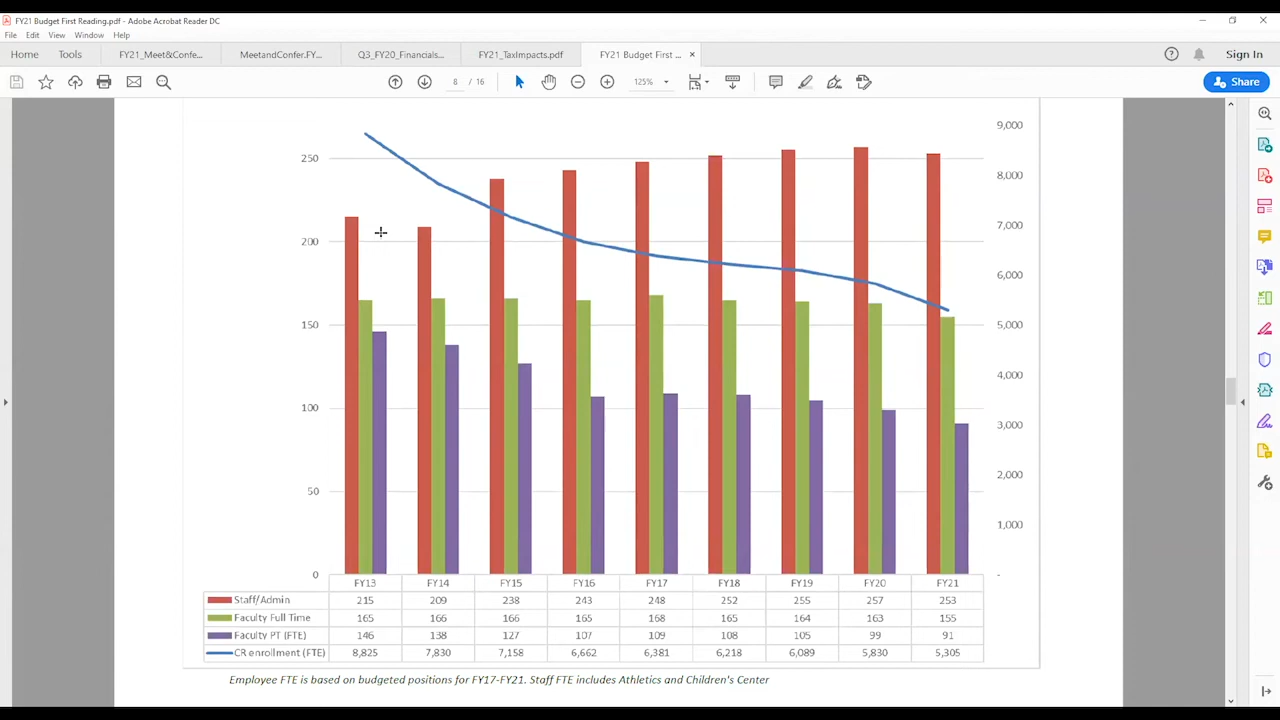 FY21 Budget First Reading.pdf - Adobe Acrobat Reader DC
File Edit View Window Help
Home Tools FY21_Meet&Confe... MeetandConfer.FY... Q3_FY20_Financials... FY21_TaxImpacts.pdf FY21 Budget First ... × Sign In
8 / 16 125% Share
9,000
250
8,000
7,000
200
6,000
150 5,000
4,000
100
3,000
50 2,000
1,000
0 -
FY13 FY14 FY15 FY16 FY17 FY18 FY19 FY20 FY21
Staff/Admin 215 209 238 243 248 252 255 257 253
Faculty Full Time 165 166 166 165 168 165 164 163 155
Faculty PT (FTE) 146 138 127 107 109 108 105 99 91
CR enrollment (FTE) 8,825 7,830 7,158 6,662 6,381 6,218 6,089 5,830 5,305
Employee FTE is based on budgeted positions for FY17-FY21. Staff FTE includes Athletics and Children's Center